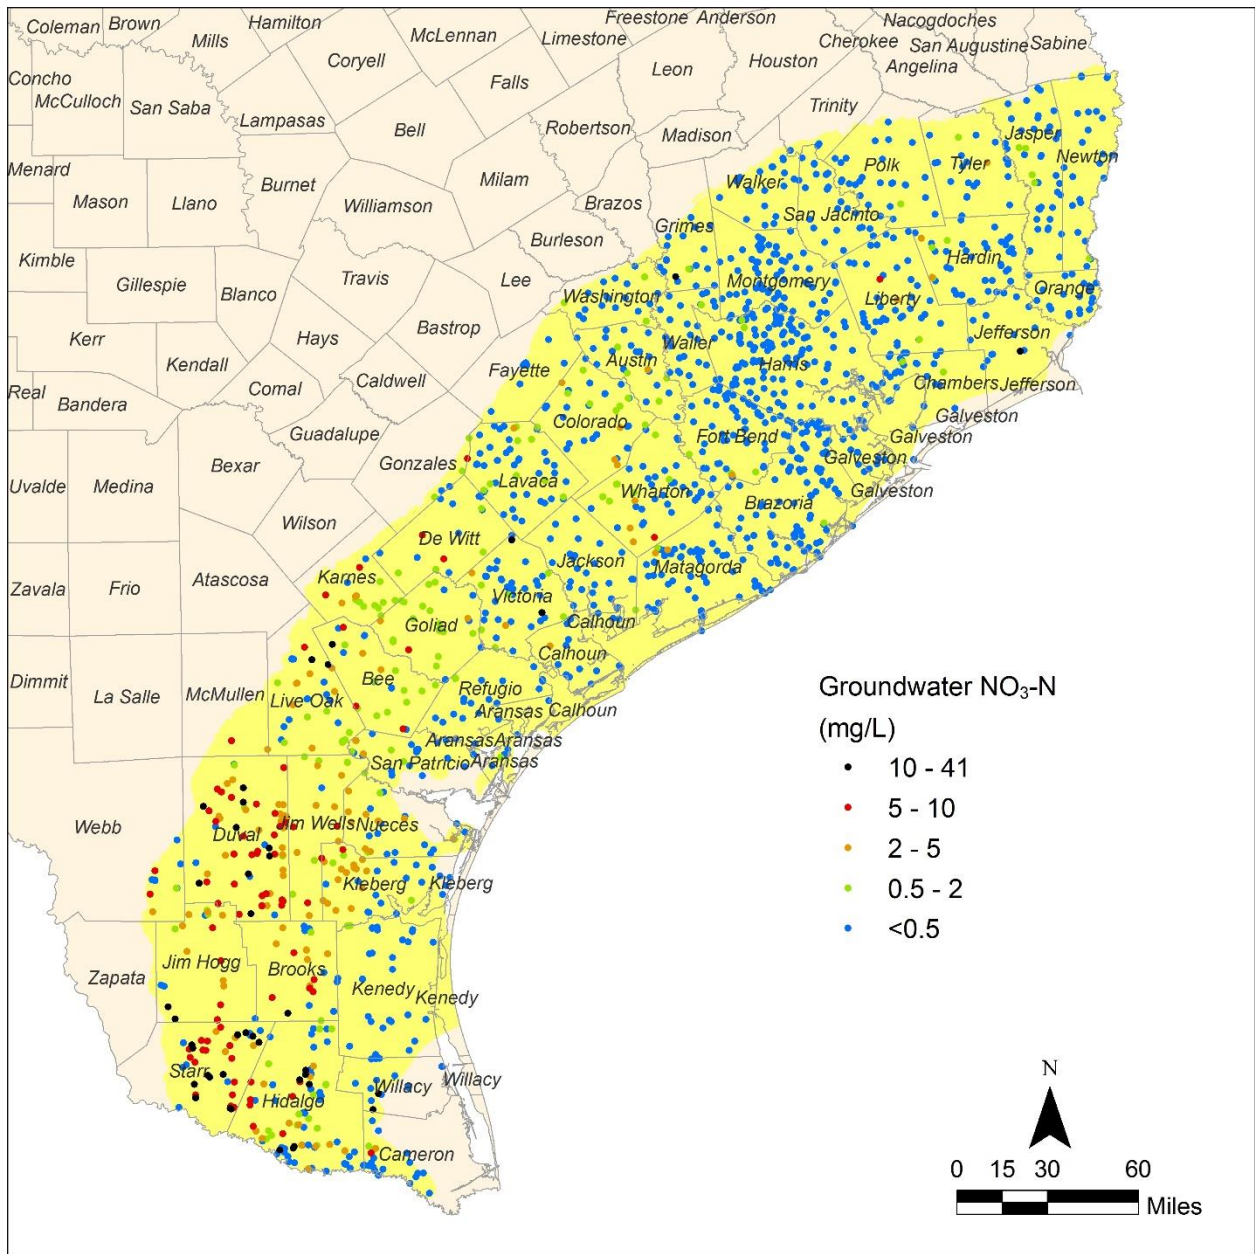 Coleman
Brown
Hamilton
Freestone
Anderson
Nacogdoches
Mills
McLennan
Limestone
Cherokee
San Augustine
Sabine
Coryell
Houston
Angelina
Concho
Leon
McCulloch
San Saba
Falls
Trinity
Lampasas
Bell
Robertson
Madison
Jasper
Menard
Polk
Tyler
Newton
Burnet
Milam
Walker
Mason
Llano
Williamson
Brazos
San Jacinto
Grimes
Burleson
Kimble
Gillespie
Travis
Lee
Hardin
Blanco
Washington
Montgomery
Liberty
Orange
Kerr
Hays
Bastrop
Waller
Jefferson
Kendall
Fayette
Austin
Harris
Real
Bandera
Comal
Caldwell
Chambers
Jefferson
Guadalupe
Colorado
Galveston
Bexar
Gonzales
Fort Bend
Galveston
Galveston
Uvalde
Medina
Lavaca
Wharton
Galveston
Wilson
Brazoria
De Witt
Zavala
Frio
Atascosa
Karnes
Jackson
Matagorda
Victoria
Goliad
Calhoun
Calhoun
Dimmit
La Salle
McMullen
Live Oak
Bee
Refugio
Aransas
Calhoun
Aransas
Aransas
San Patricio
Aransas
Webb
Duval
Jim Wells
Nueces
Kleberg
Kleberg
Zapata
Jim Hogg
Brooks
Kenedy
Kenedy
Starr
Hidalgo
Willacy
Willacy
Cameron
Groundwater NO₃-N
(mg/L)
10 - 41
5 - 10
2 - 5
0.5 - 2
<0.5
N
0 15 30 60
Miles